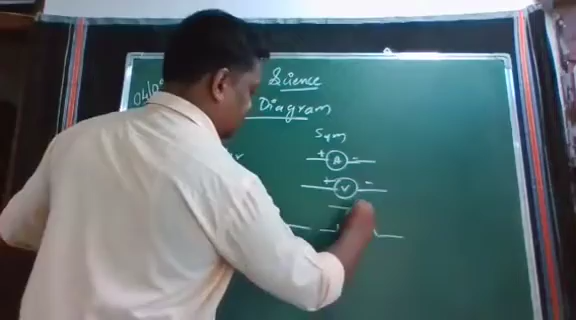 Science
Diagram
Sym
+ A -
+ V -